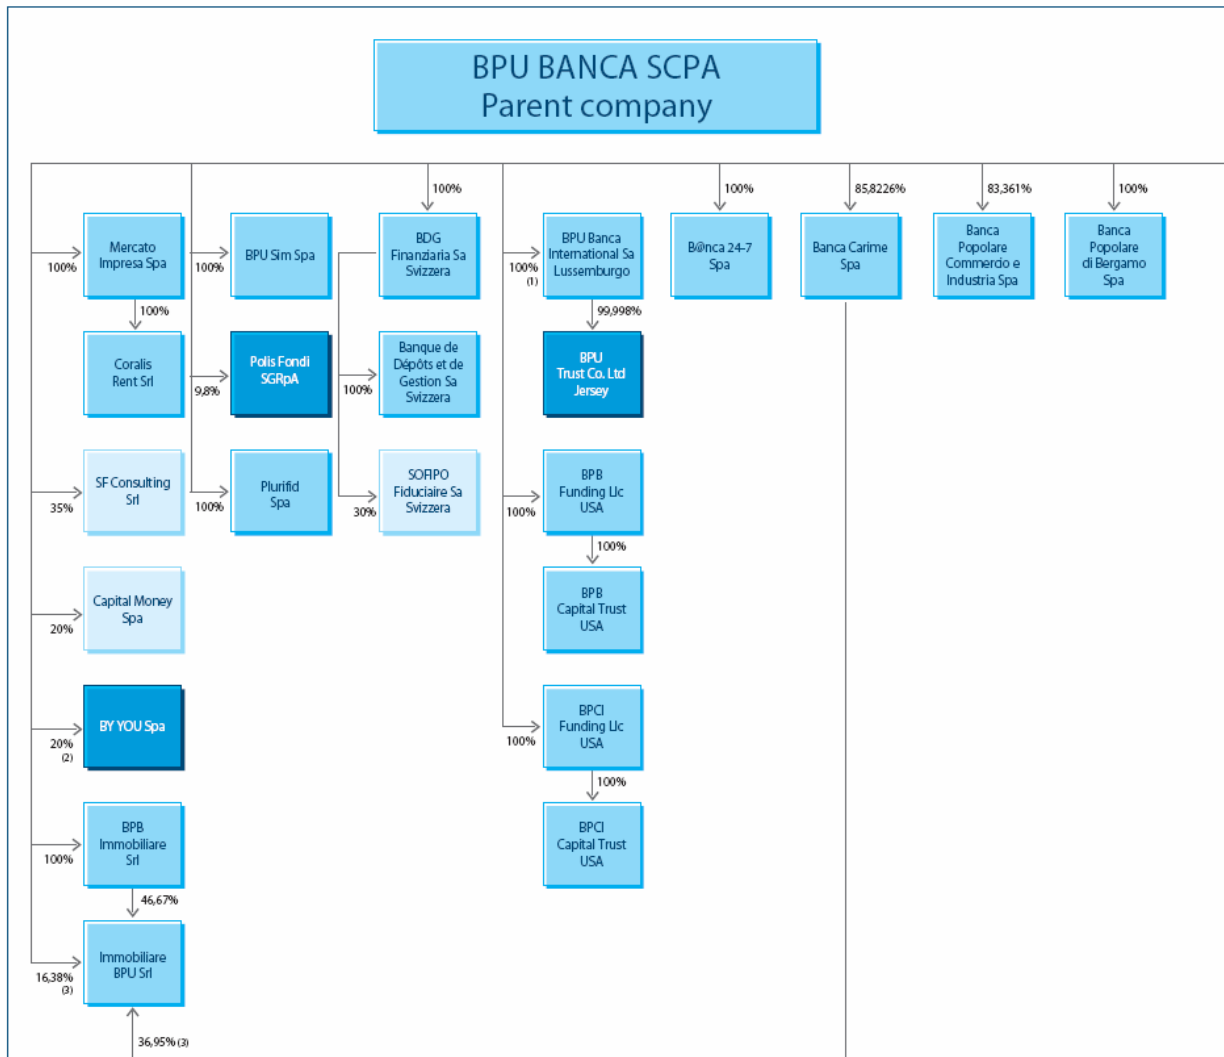 BPU BANCA SCPA
Parent company
100%
100%
85,8226%
83,361%
100%
Mercato
Impresa Spa
100%
BPU Sim Spa
100%
BDG
Finanziaria Sa
Svizzera
BPU Banca
International Sa
Lussemburgo
100%
(1)
B@nca 24-7
Spa
Banca Carime
Spa
Banca
Popolare
Commercio e
Industria Spa
Banca
Popolare
di Bergamo
Spa
100%
99,998%
Coralis
Rent Srl
Polis Fondi
SGRpA
9,8%
Banque de
Dépôts et de
Gestion Sa
Svizzera
100%
BPU
Trust Co. Ltd
Jersey
SF Consulting
Srl
35%
Plurifid
Spa
100%
SOFIPO
Fiduciaire Sa
Svizzera
30%
BPB
Funding Llc
USA
100%
100%
Capital Money
Spa
20%
BPB
Capital Trust
USA
BY YOU Spa
20%
(2)
BPCI
Funding Llc
USA
100%
100%
BPB
Immobiliare
Srl
100%
BPCI
Capital Trust
USA
46,67%
Immobiliare
BPU Srl
16,38%
(3)
36,95% (3)